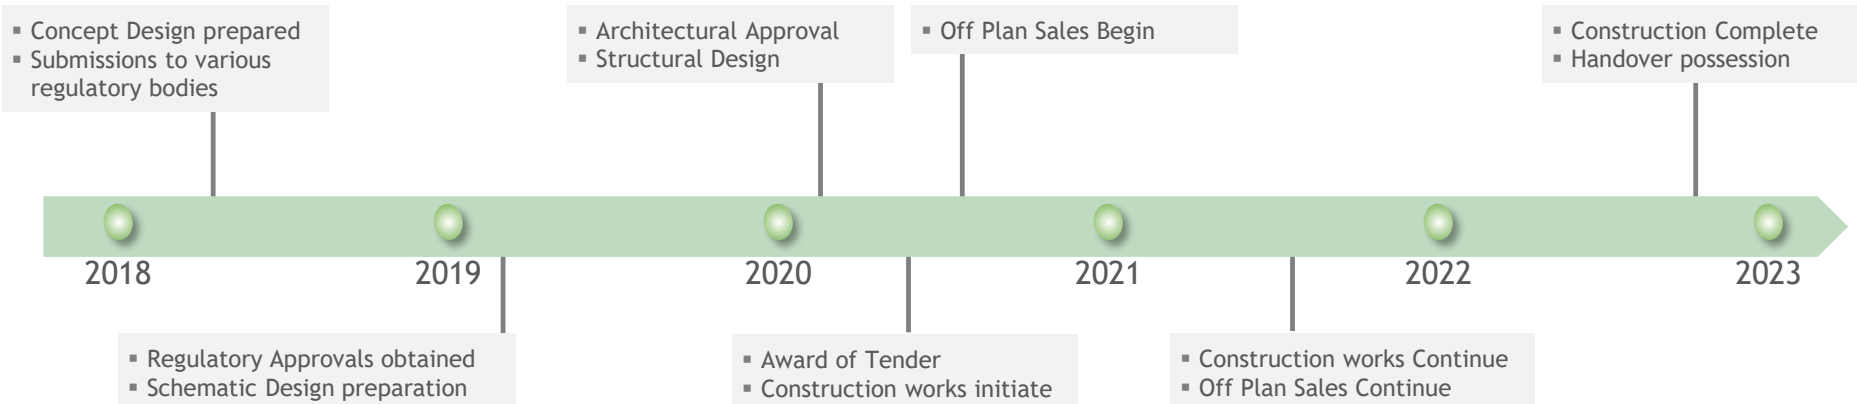 ▪ Concept Design prepared
▪ Submissions to various
regulatory bodies
▪ Architectural Approval
▪ Structural Design
▪ Off Plan Sales Begin
▪ Construction Complete
▪ Handover possession
2018
2019
2020
2021
2022
2023
▪ Regulatory Approvals obtained
▪ Schematic Design preparation
▪ Award of Tender
▪ Construction works initiate
▪ Construction works Continue
▪ Off Plan Sales Continue